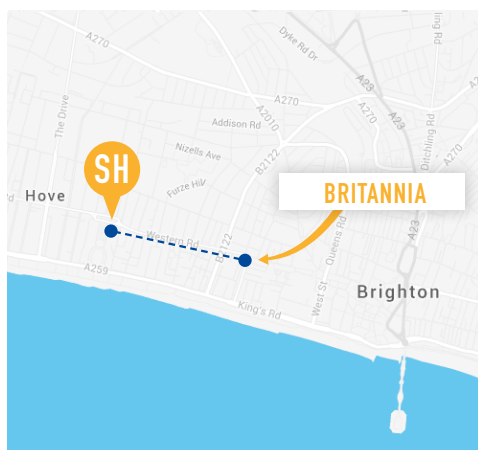 A270
Dyke Rd Dr
Ditchling Rd
The Drive
A23
A270
A2010
A270
A270
Addison Rd
Nizells Ave
B2122
SH
Furze Hill
BRITANNIA
Hove
Western Rd
B2122
Queens Rd
A23
A259
West St
Brighton
King's Rd